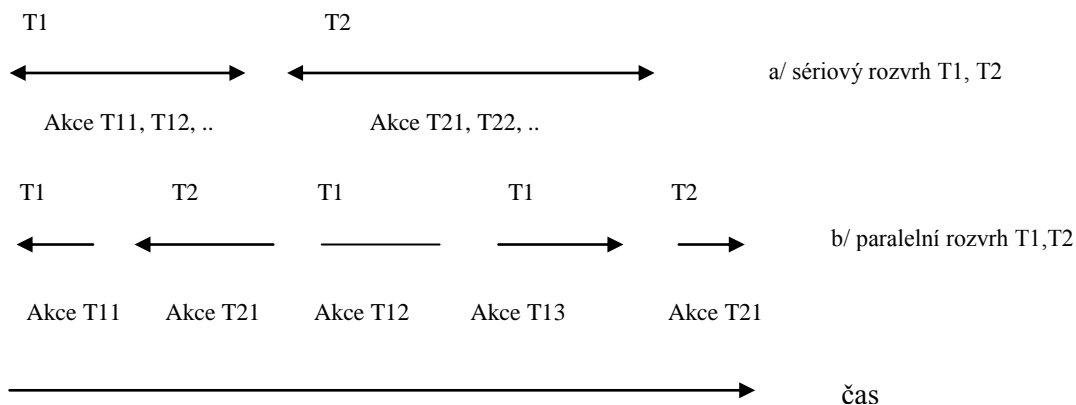 T1 T2
a/ sériový rozvrh T1, T2
Akce T11, T12, .. Akce T21, T22, ..
T1 T2 T1 T1 T2
b/ paralelní rozvrh T1,T2
Akce T11 Akce T21 Akce T12 Akce T13 Akce T21
čas